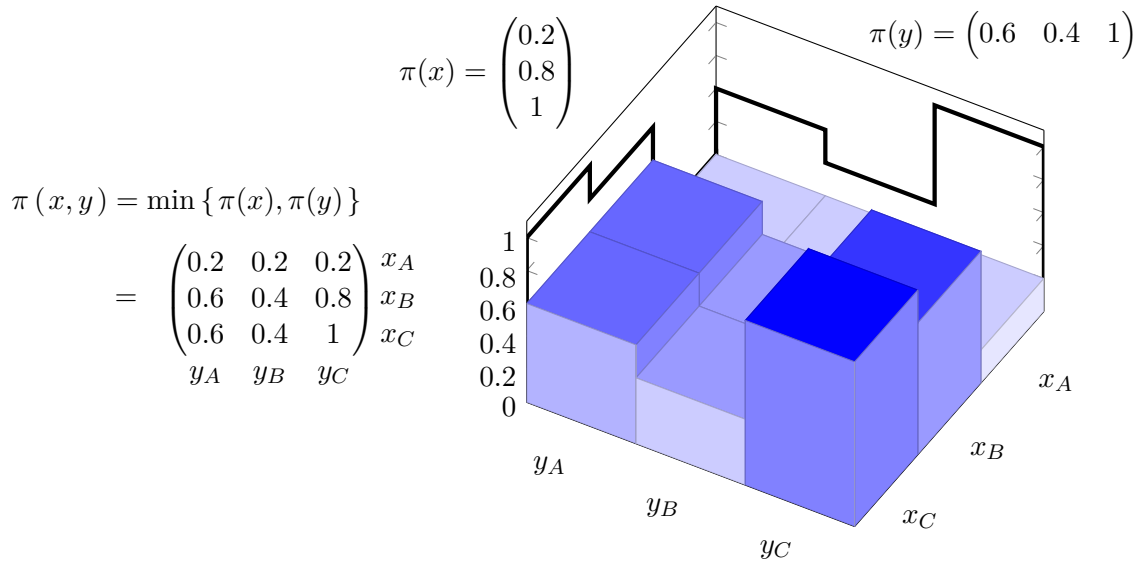 π(x) = (0.2
0.8
1)
π(y) = (0.6 0.4 1)
π (x, y) = min { π(x), π(y) }
= (0.2 0.2 0.2) x_A
(0.6 0.4 0.8) x_B
(0.6 0.4 1) x_C
y_A y_B y_C
1
0.8
0.6
0.4
0.2
0
y_A
y_B
y_C
x_C
x_B
x_A